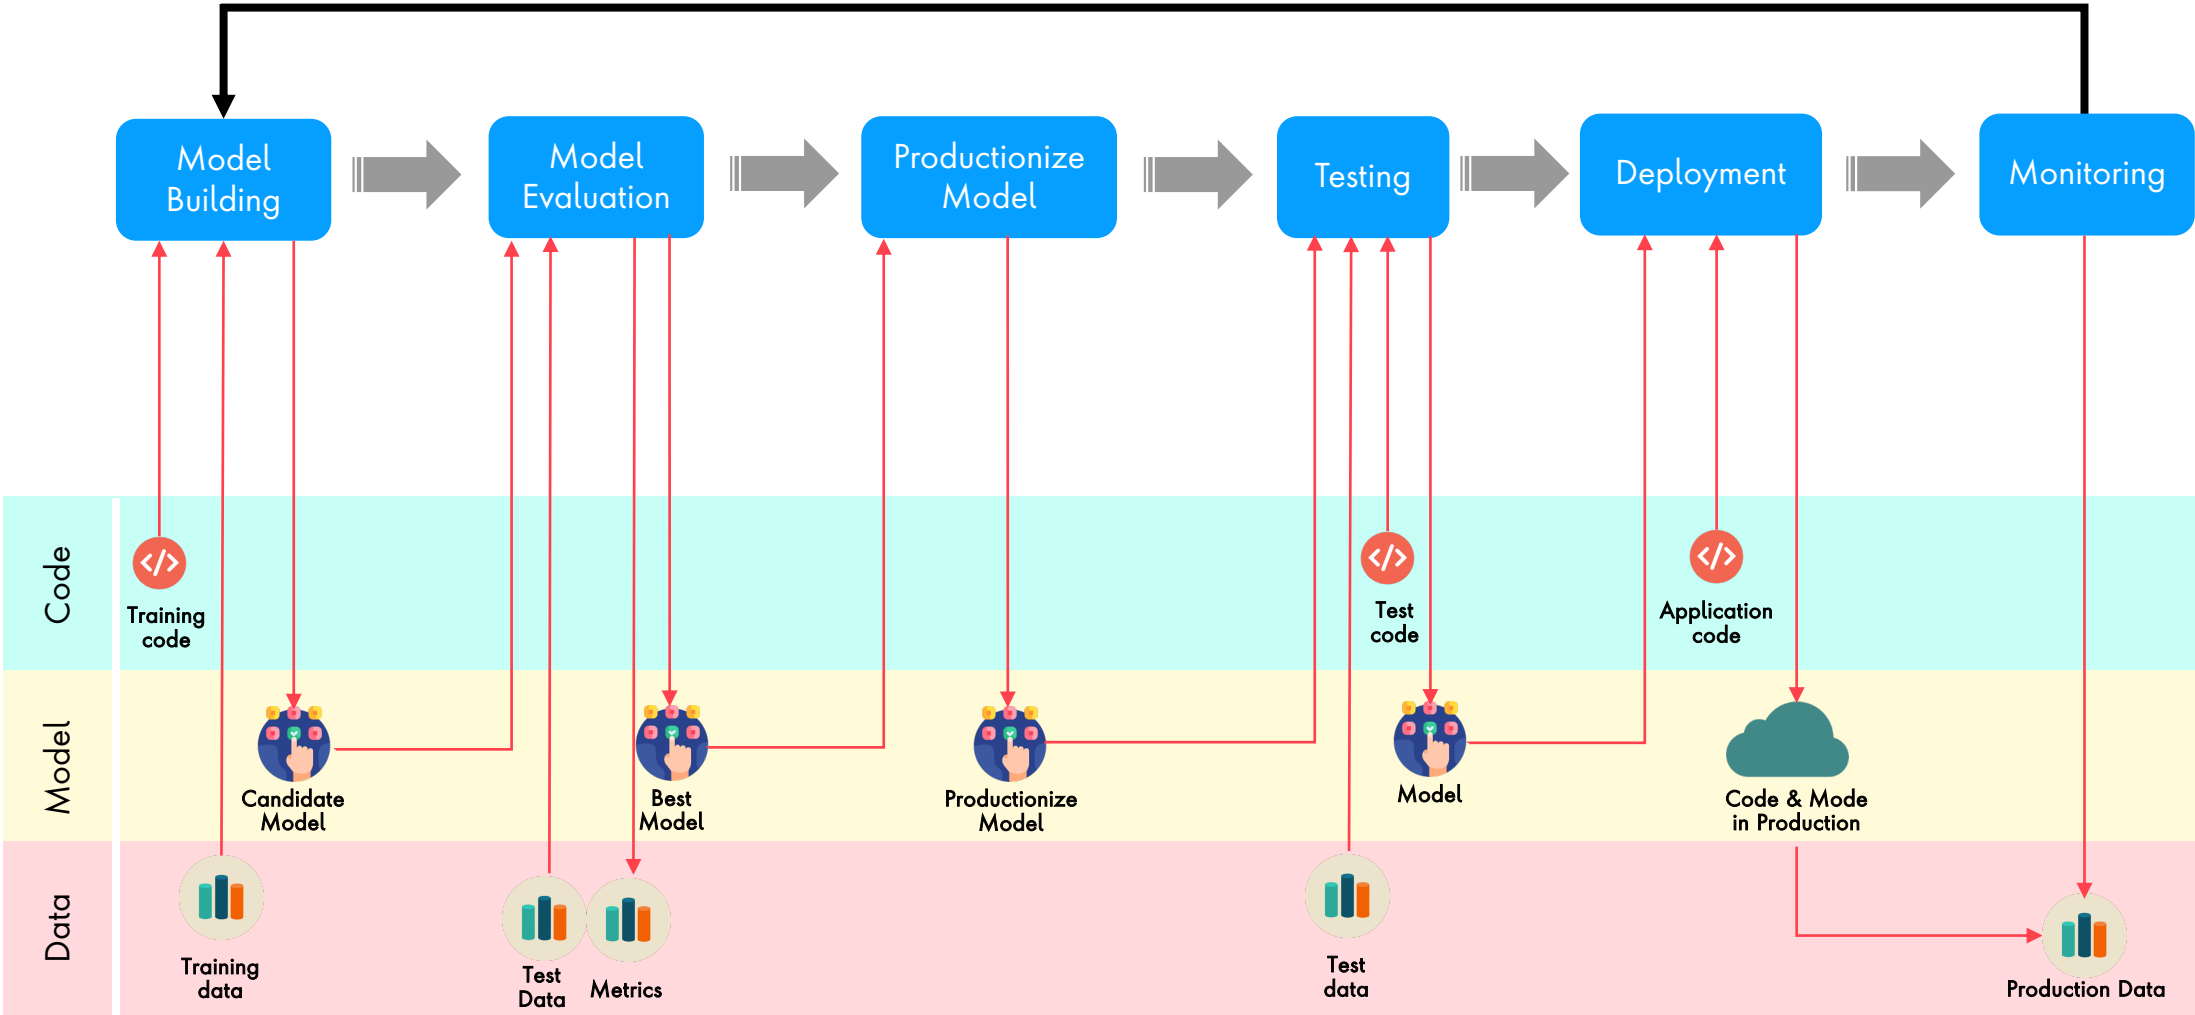 Model
Building
Model
Evaluation
Productionize
Model
Testing
Deployment
Monitoring
Code
Training
code
Test
code
Application
code
Model
Candidate
Model
Best
Model
Productionize
Model
Model
Code & Mode
in Production
Data
Training
data
Test
Data
Metrics
Test
data
Production Data